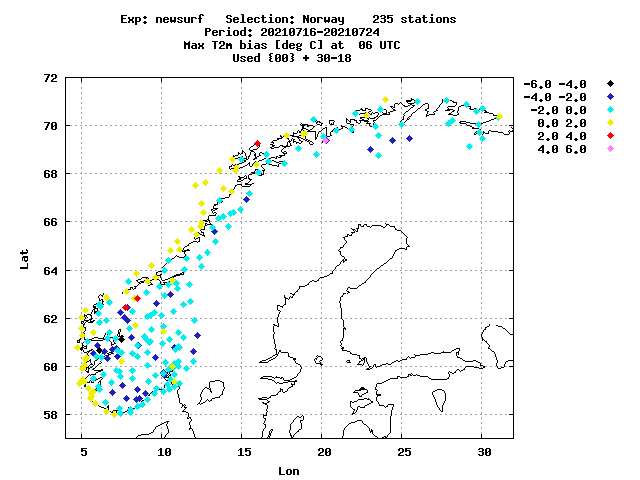 Exp: newsurf Selection: Norway 235 stations
Period: 20210716-20210724
Max T2m bias [deg C] at 06 UTC
Used {00} + 30-18
72
70
68
66
64
62
60
58
Lat
5 10 15 20 25 30
Lon
-6.0 -4.0
-4.0 -2.0
-2.0 0.0
0.0 2.0
2.0 4.0
4.0 6.0